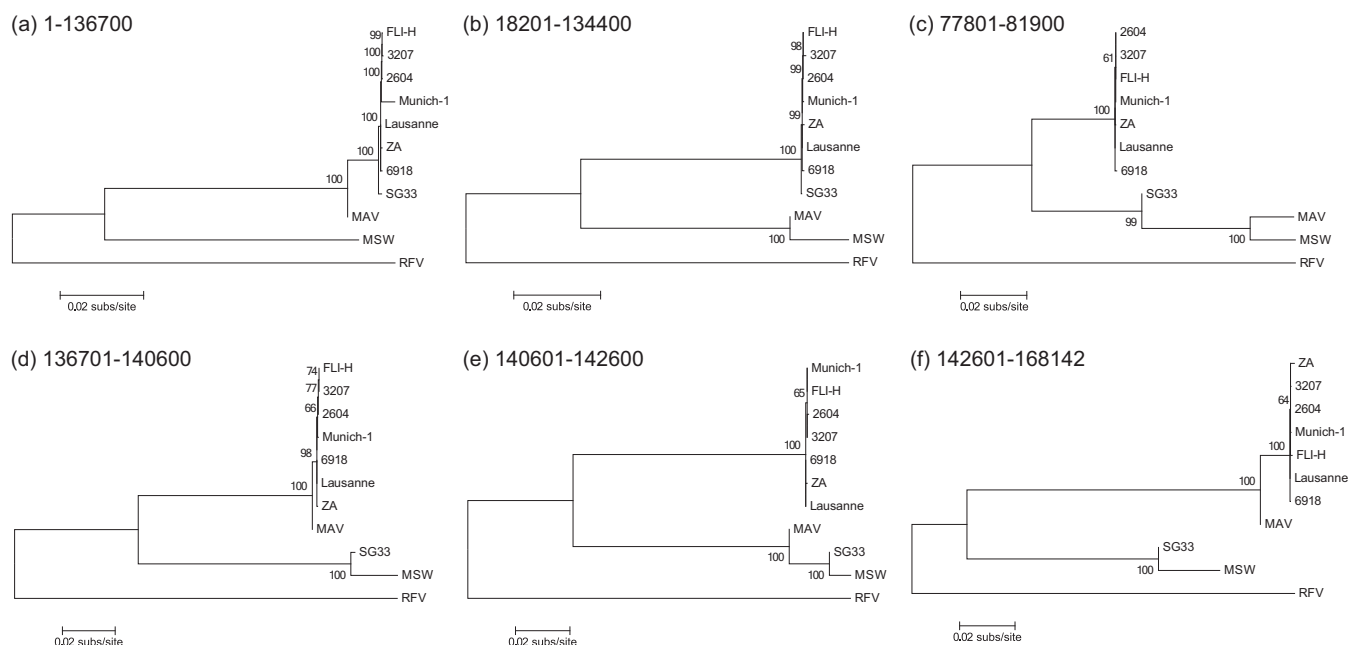 (a) 1-136700
FLI-H
99
3207
100
2604
100
Munich-1
Lausanne
100
ZA
100
6918
100
SG33
MAV
MSW
RFV
0.02 subs/site
(b) 18201-134400
FLI-H
98
3207
99
2604
Munich-1
99
ZA
100
Lausanne
6918
SG33
MAV
100
MSW
RFV
0.02 subs/site
(c) 77801-81900
2604
3207
61
FLI-H
Munich-1
100
ZA
Lausanne
6918
SG33
99
MAV
100
MSW
RFV
0.02 subs/site
(d) 136701-140600
74
FLI-H
77
3207
66
2604
Munich-1
98
6918
100
Lausanne
ZA
MAV
SG33
100
MSW
RFV
0.02 subs/site
(e) 140601-142600
Munich-1
65
FLI-H
2604
3207
100
6918
ZA
Lausanne
MAV
100
SG33
100
MSW
RFV
0.02 subs/site
(f) 142601-168142
ZA
3207
64
2604
Munich-1
100
FLI-H
100
Lausanne
6918
MAV
SG33
100
MSW
RFV
0.02 subs/site